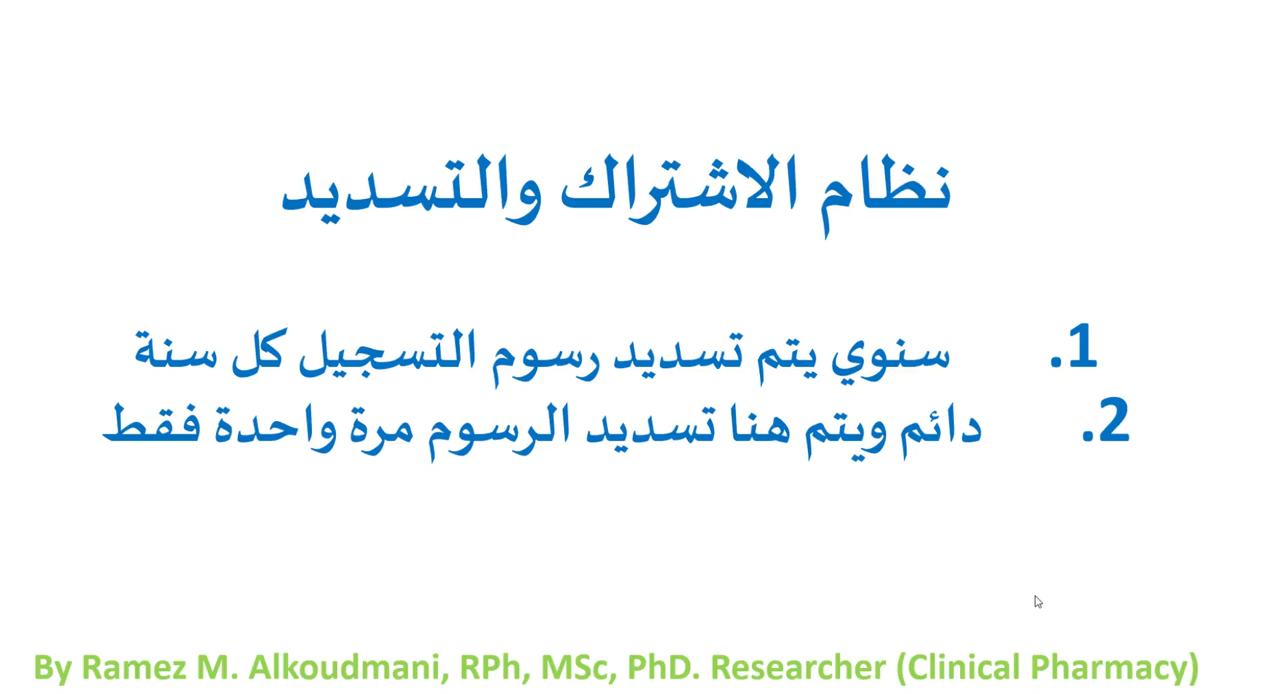 نظام الاشتراك والتسديد
1. سنوي يتم تسديد رسوم التسجيل كل سنة
2. دائم ويتم هنا تسديد الرسوم مرة واحدة فقط
By Ramez M. Alkoudmani, RPh, MSc, PhD. Researcher (Clinical Pharmacy)